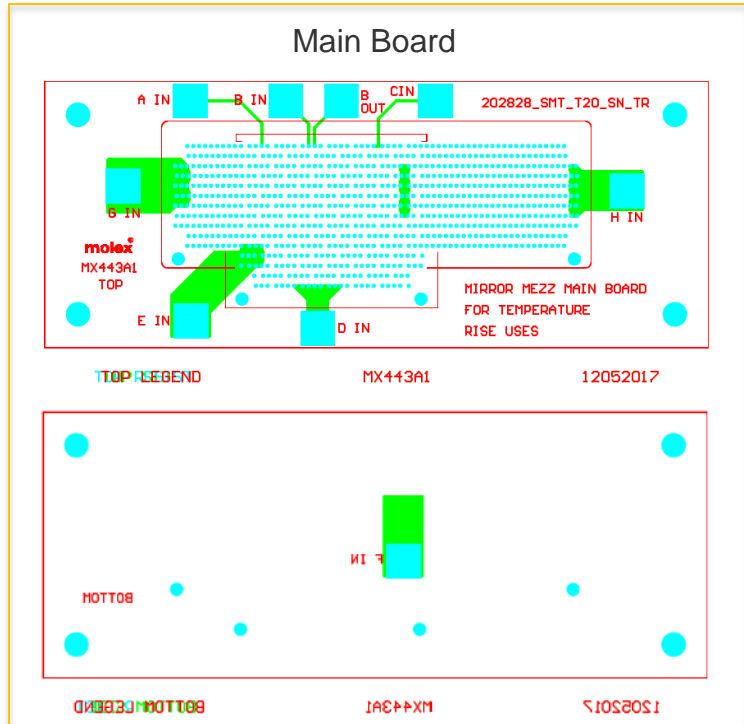 Main Board
A IN
B IN
B OUT
CIN
202828_SMT_T20_SN_TR
G IN
H IN
molex
MX443A1
TOP
E IN
D IN
MIRROR MEZZ MAIN BOARD
FOR TEMPERATURE
RISE USES
TOP LEGEND
MX443A1
12052017
F IN
BOTTOM
BOTTOM LEGEND
MX443A1
12052017